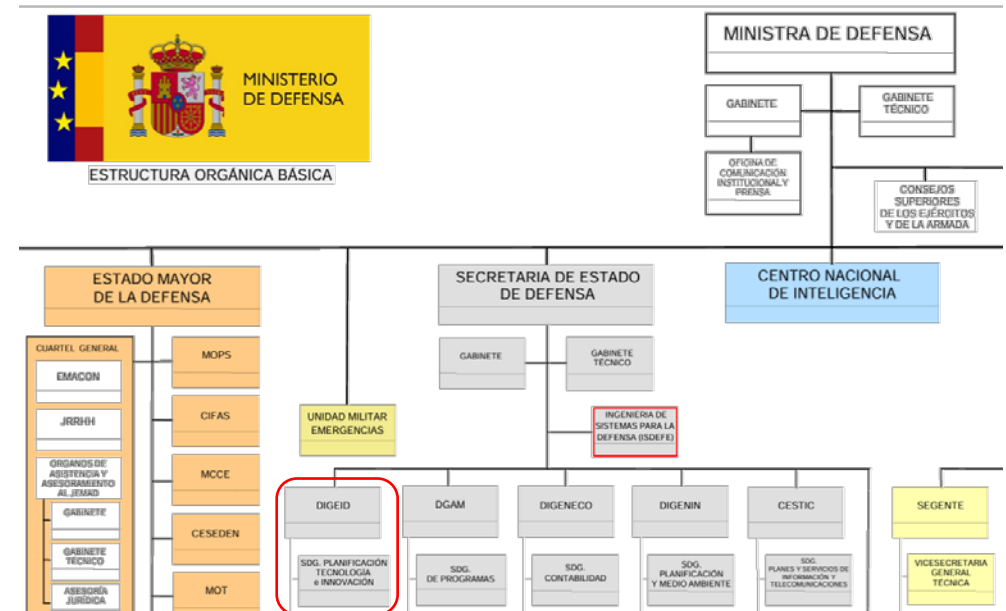 MINISTERIO
DE DEFENSA
ESTRUCTURA ORGÁNICA BÁSICA
MINISTRA DE DEFENSA
GABINETE
GABINETE
TÉCNICO
OFICINA DE
COMUNICACIÓN
INSTITUCIONAL Y
PRENSA
CONSEJOS
SUPERIORES
DE LOS EJÉRCITOS
Y DE LA ARMADA
ESTADO MAYOR
DE LA DEFENSA
SECRETARIA DE ESTADO
DE DEFENSA
CENTRO NACIONAL
DE INTELIGENCIA
CUARTEL GENERAL
EMACON
JRRHH
ORGANOS DE
ASISTENCIA Y
ASESORAMIENTO
AL JEMAD
GABINETE
GABINETE
TÉCNICO
ASESORÍA
JURÍDICA
MOPS
CIFAS
MCCE
CESEDEN
MOT
UNIDAD MILITAR
EMERGENCIAS
GABINETE
GABINETE
TÉCNICO
INGENIERIA DE
SISTEMAS PARA LA
DEFENSA (ISDEFE)
DIGEID
SDG. PLANIFICACIÓN
TECNOLOGÍA
e INNOVACIÓN
DGAM
SDG.
DE PROGRAMAS
DIGENECO
SDG.
CONTABILIDAD
DIGENIN
SDG.
PLANIFICACIÓN
Y MEDIO AMBIENTE
CESTIC
SDG.
PLANES Y SERVICIOS DE
INFORMACIÓN Y
TELECOMUNICACIONES
SEGENTE
VICESECRETARIA
GENERAL
TÉCNICA